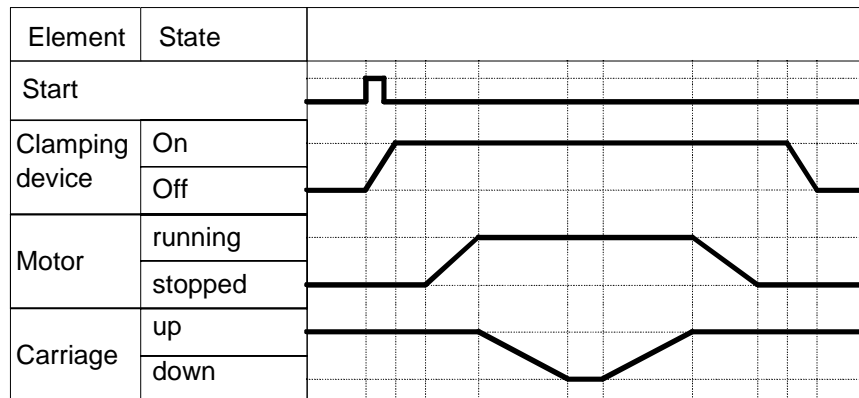 Element State
Start
Clamping device
On
Off
Motor
running
stopped
Carriage
up
down